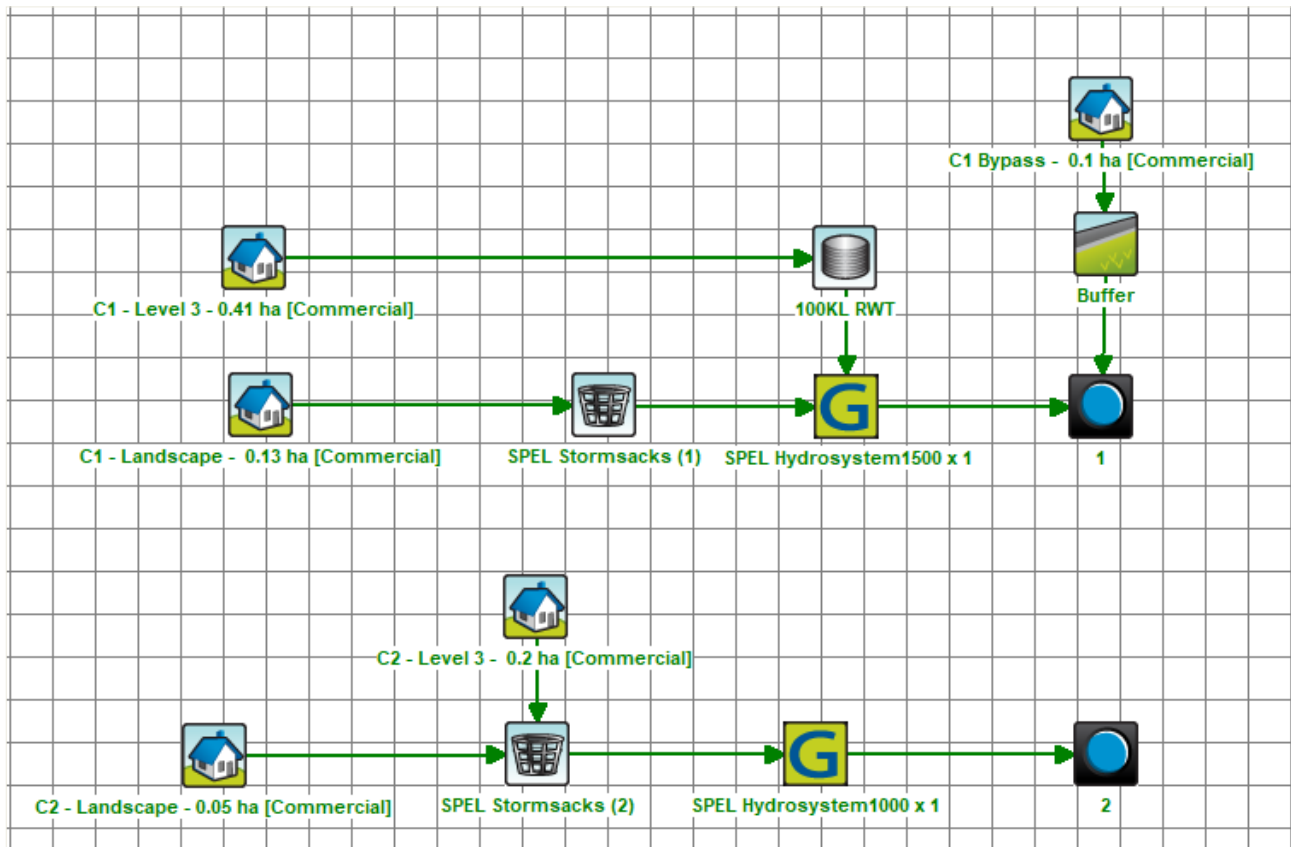 C1 Bypass - 0.1 ha [Commercial]
C1 - Level 3 - 0.41 ha [Commercial]
100KL RWT
Buffer
C1 - Landscape - 0.13 ha [Commercial]
SPEL Stormsacks (1)
G
SPEL Hydrosystem1500 x 1
1
C2 - Level 3 - 0.2 ha [Commercial]
C2 - Landscape - 0.05 ha [Commercial]
SPEL Stormsacks (2)
G
SPEL Hydrosystem1000 x 1
2